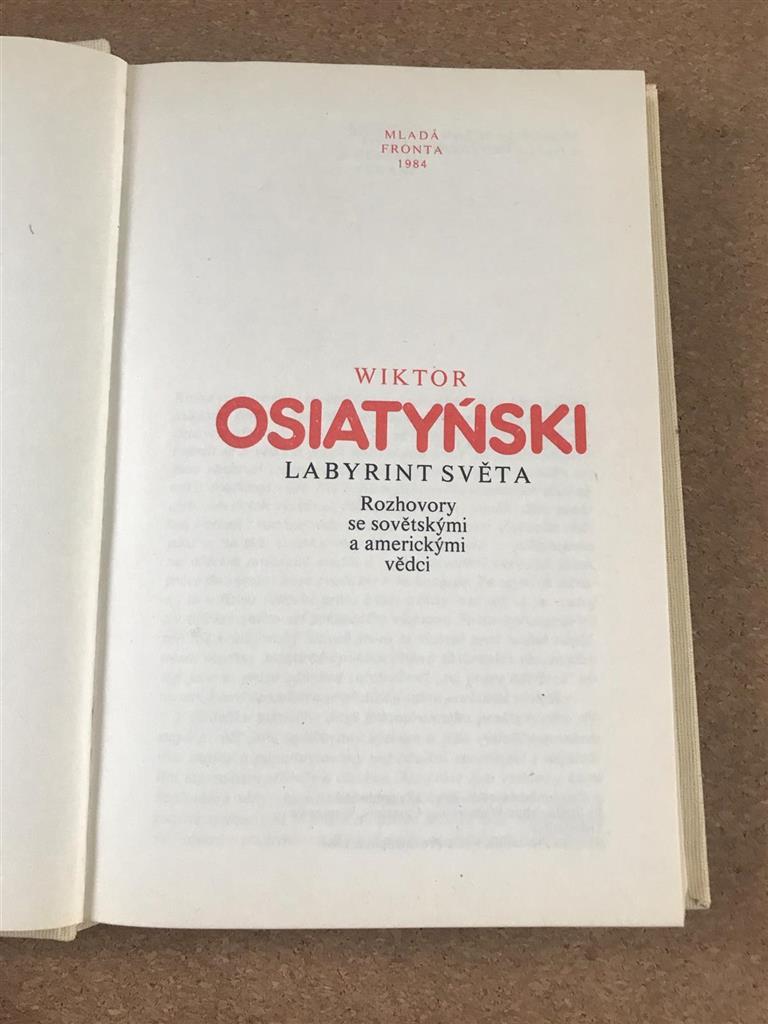 MLADÁ
FRONTA
1984
WIKTOR
OSIATYŃSKI
LABYRINT SVĚTA
Rozhovory
se sovětskými
a americkými
vědci